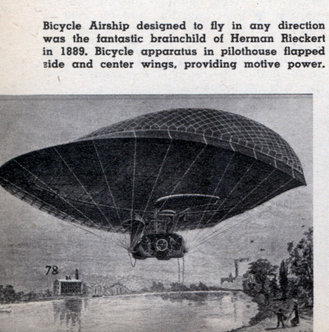 Bicycle Airship designed to fly in any direction
was the fantastic brainchild of Herman Rieckert
in 1889. Bicycle apparatus in pilothouse flapped
side and center wings, providing motive power.
78